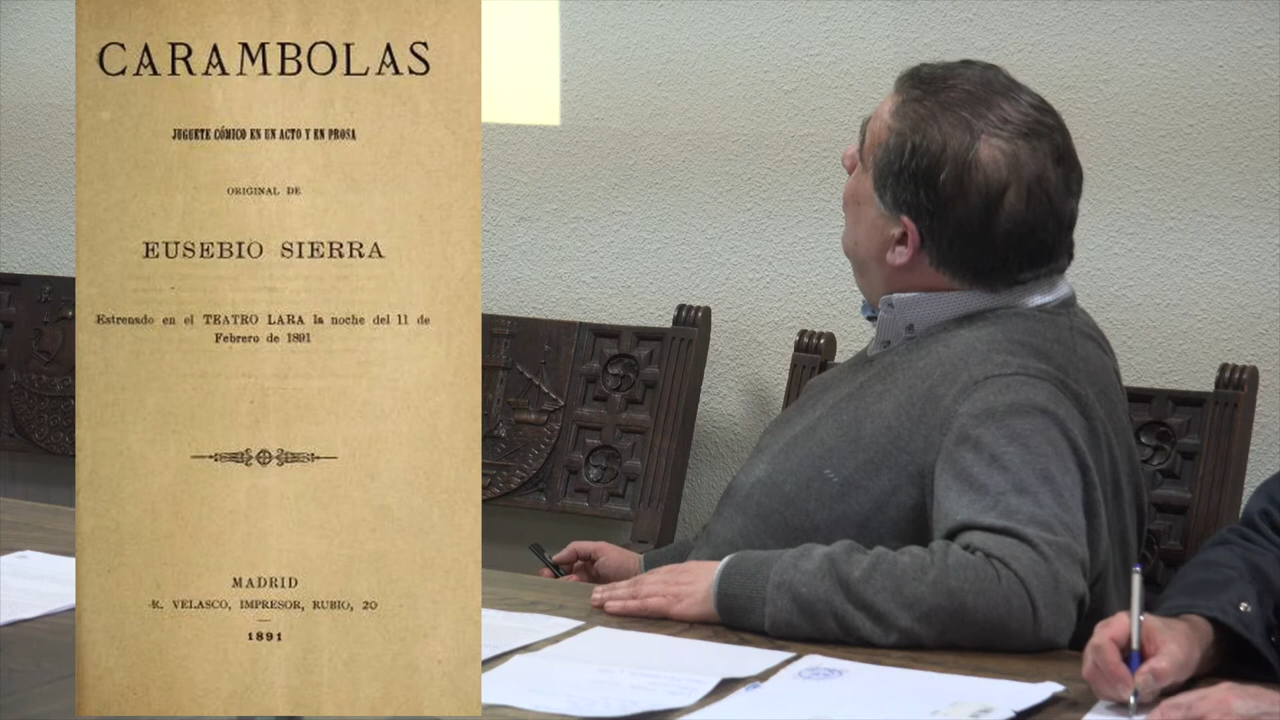 CARAMBOLAS
JUGUETE CÓMICO EN UN ACTO Y EN PROSA
ORIGINAL DE
EUSEBIO SIERRA
Estrenado en el TEATRO LARA la noche del 11 de
Febrero de 1891
MADRID
R. VELASCO, IMPRESOR, RUBIO, 20
1891